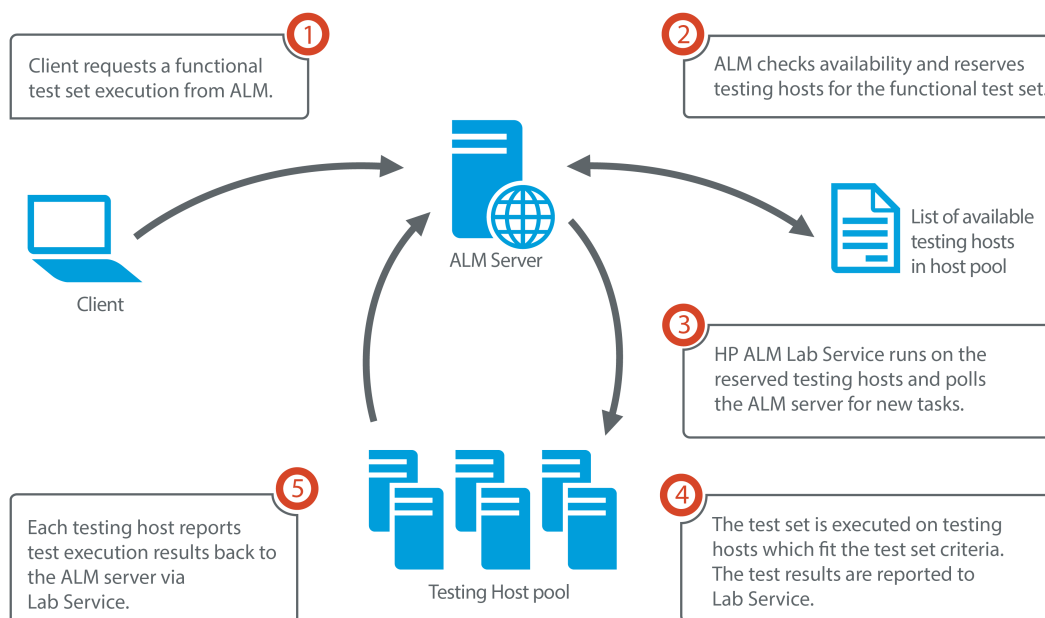 1
Client requests a functional
test set execution from ALM.
2
ALM checks availability and reserves
testing hosts for the functional test set.
ALM Server
Client
List of available
testing hosts
in host pool
3
HP ALM Lab Service runs on the
reserved testing hosts and polls
the ALM server for new tasks.
4
The test set is executed on testing
hosts which fit the test set criteria.
The test results are reported to
Lab Service.
5
Each testing host reports
test execution results back to
the ALM server via
Lab Service.
Testing Host pool